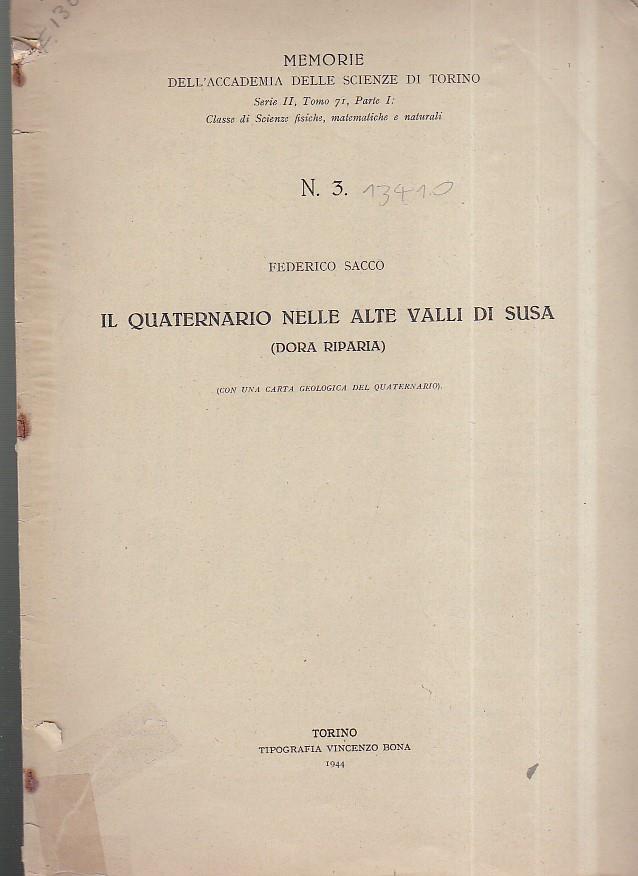 MEMORIE
DELL'ACCADEMIA DELLE SCIENZE DI TORINO
Serie II, Tomo 71, Parte I;
Classe di Scienze fisiche, matematiche e naturali
N. 3. 13410
FEDERICO SACCO
IL QUATERNARIO NELLE ALTE VALLI DI SUSA
(DORA RIPARIA)
(CON UNA CARTA GEOLOGICA DEL QUATERNARIO).
TORINO
TIPOGRAFIA VINCENZO BONA
1944